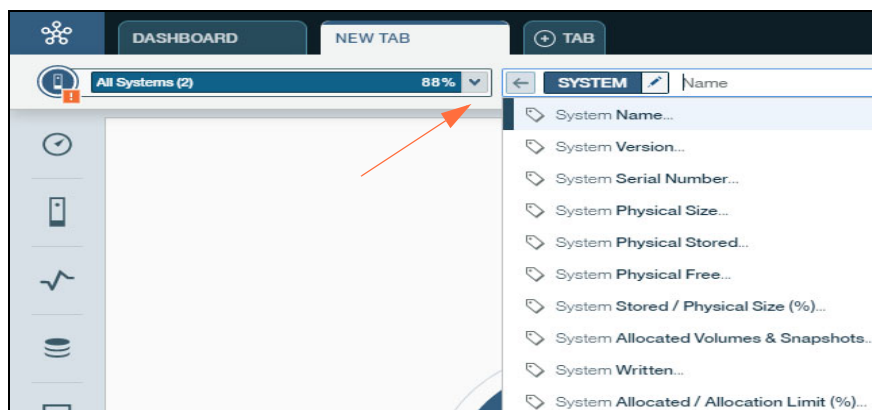 DASHBOARD NEW TAB TAB
All Systems (2) 88% SYSTEM Name
System Name...
System Version...
System Serial Number...
System Physical Size...
System Physical Stored...
System Physical Free...
System Stored / Physical Size (%)...
System Allocated Volumes & Snapshots..
System Written...
System Allocated / Allocation Limit (%)...